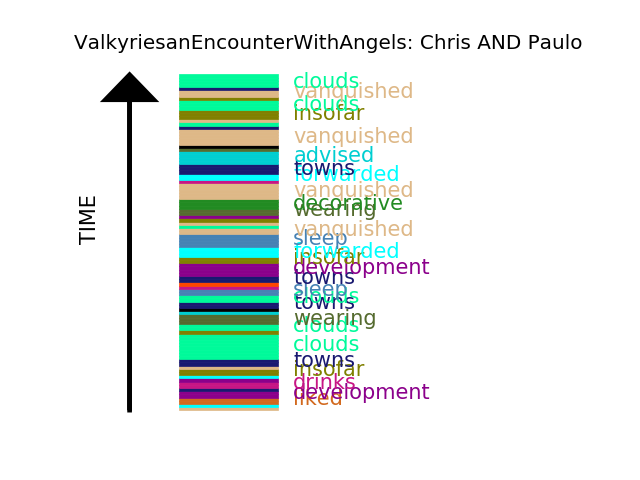 ValkyriesanEncounterWithAngels: Chris AND Paulo
clouds
vanquished
clouds
insofar
vanquished
advised
towns
forwarded
vanquished
decorative
wearing
vanquished
sleep
forwarded
insofar
development
towns
sleep
clouds
towns
wearing
clouds
clouds
towns
insofar
drinks
development
liked
TIME